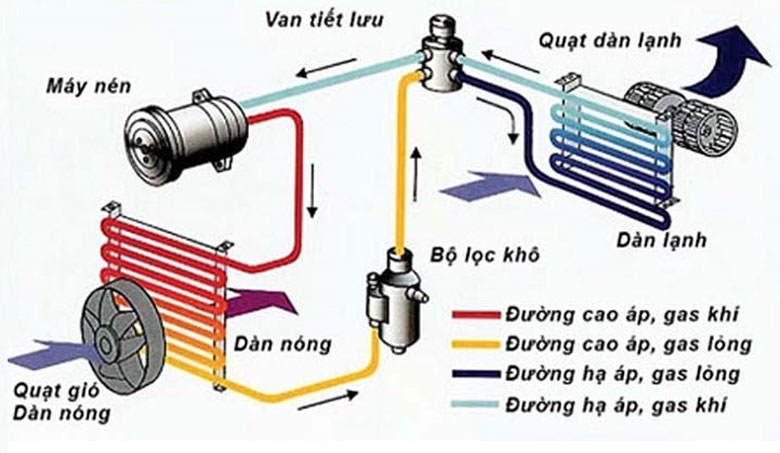 Van tiết lưu
Quạt dàn lạnh
Máy nén
Dàn lạnh
Bộ lọc khô
Dàn nóng
Quạt gió
Dàn nóng
Đường cao áp, gas khí
Đường cao áp, gas lỏng
Đường hạ áp, gas lỏng
Đường hạ áp, gas khí